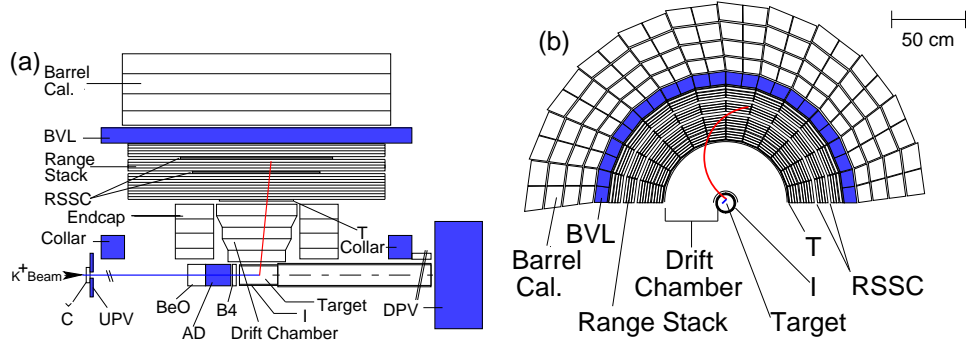 (a)
Barrel
Cal.
BVL
Range
Stack
RSSC
Endcap
T
Collar
Collar
K+ Beam
Č
UPV
BeO
AD
B4
Drift Chamber
I
Target
DPV
(b)
50 cm
Barrel
Cal.
BVL
Drift
Chamber
Range Stack
Target
T
I
RSSC